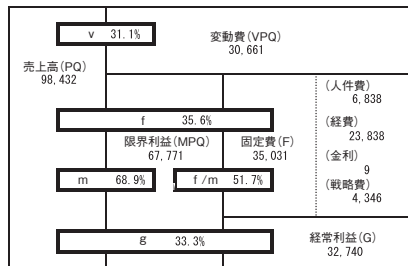 v 31.1%
変動費(VPQ)
30,661
売上高(PQ)
98,432
(人件費)
6,838
f 35.6%
(経費)
23,838
限界利益(MPQ)
67,771
固定費(F)
35,031
(金利)
9
m 68.9%
f/m 51.7%
(戦略費)
4,346
g 33.3%
経常利益(G)
32,740